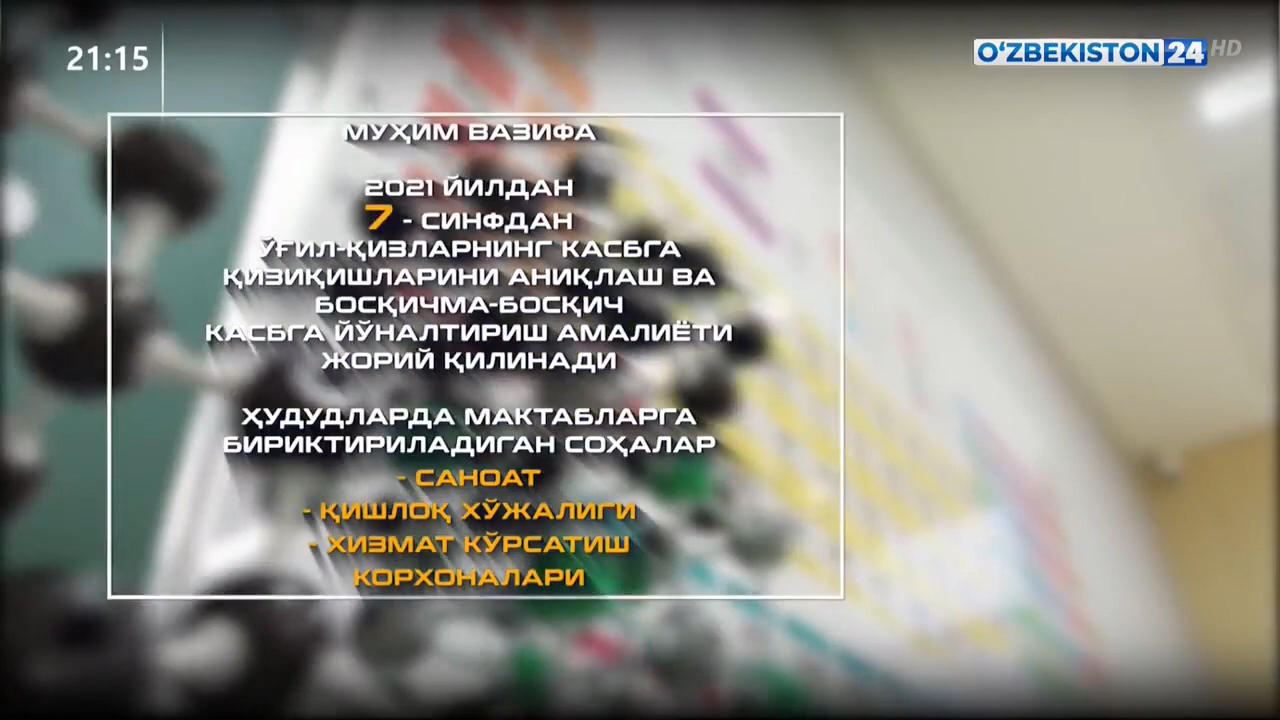 21:15
O‘ZBEKISTON 24 HD
МУҲИМ ВАЗИФА
2021 ЙИЛДАН
7 - СИНФДАН
ЎҒИЛ-ҚИЗЛАРНИНГ КАСБГА
ҚИЗИҚИШЛАРИНИ АНИҚЛАШ ВА
БОСҚИЧМА-БОСҚИЧ
КАСБГА ЙЎНАЛТИРИШ АМАЛИЁТИ
ЖОРИЙ ҚИЛИНАДИ
ҲУДУДЛАРДА МАКТАБЛАРГА
БИРИКТИРИЛАДИГАН СОҲАЛАР
- САНОАТ
- ҚИШЛОҚ ХЎЖАЛИГИ
- ХИЗМАТ КЎРСАТИШ
КОРХОНАЛАРИ